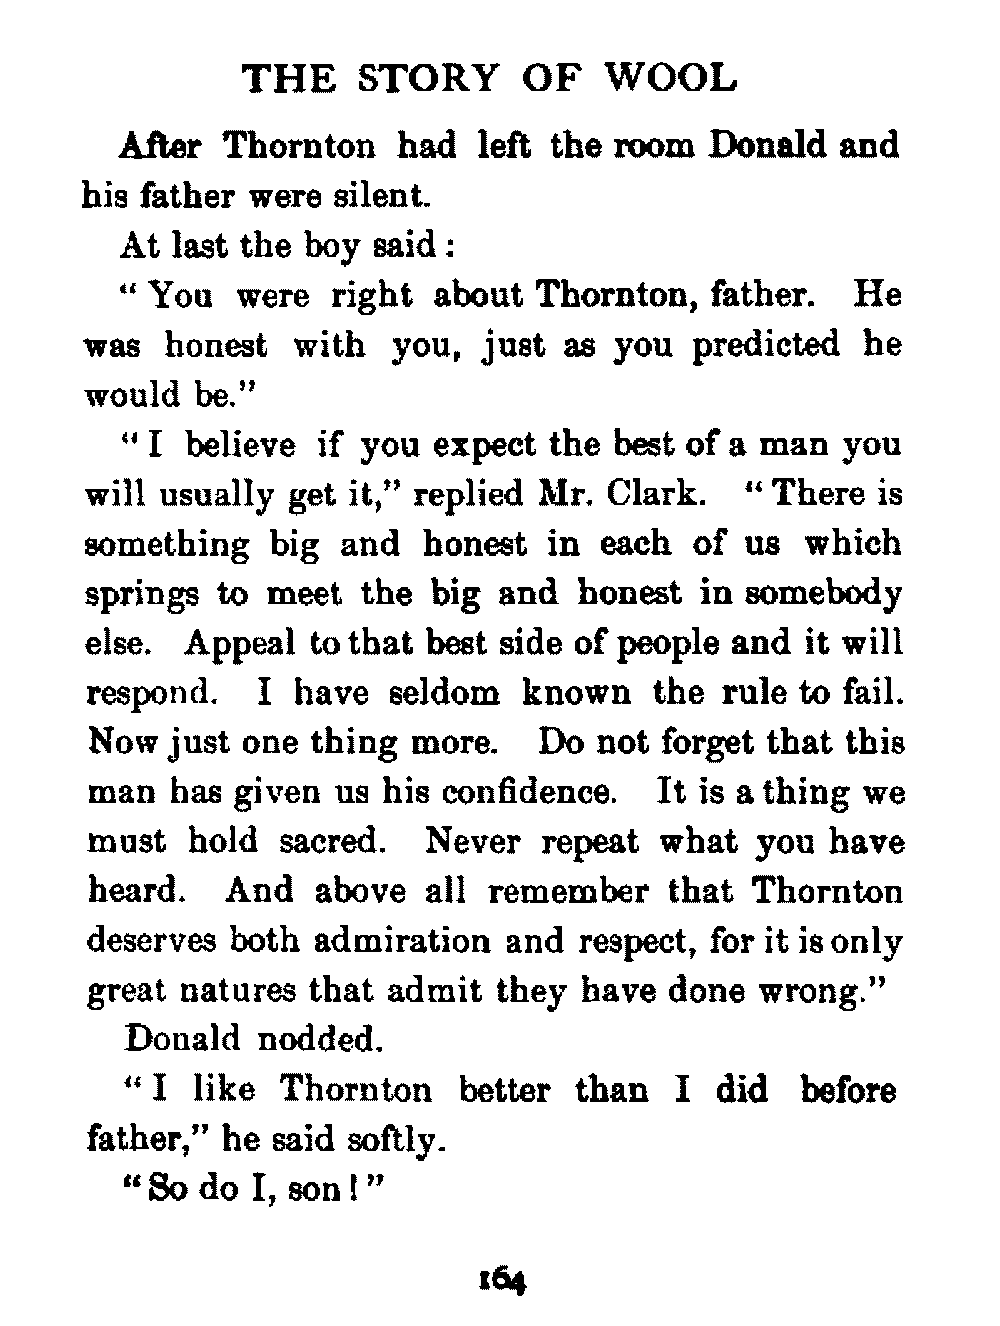 THE STORY OF WOOL
After Thornton had left the room Donald and
his father were silent.
At last the boy said :
“ You were right about Thornton, father. He
was honest with you, just as you predicted he
would be.”
“ I believe if you expect the best of a man you
will usually get it,” replied Mr. Clark. “ There is
something big and honest in each of us which
springs to meet the big and honest in somebody
else. Appeal to that best side of people and it will
respond. I have seldom known the rule to fail.
Now just one thing more. Do not forget that this
man has given us his confidence. It is a thing we
must hold sacred. Never repeat what you have
heard. And above all remember that Thornton
deserves both admiration and respect, for it is only
great natures that admit they have done wrong.”
Donald nodded.
“ I like Thornton better than I did before
father,” he said softly.
“ So do I, son ! ”
164